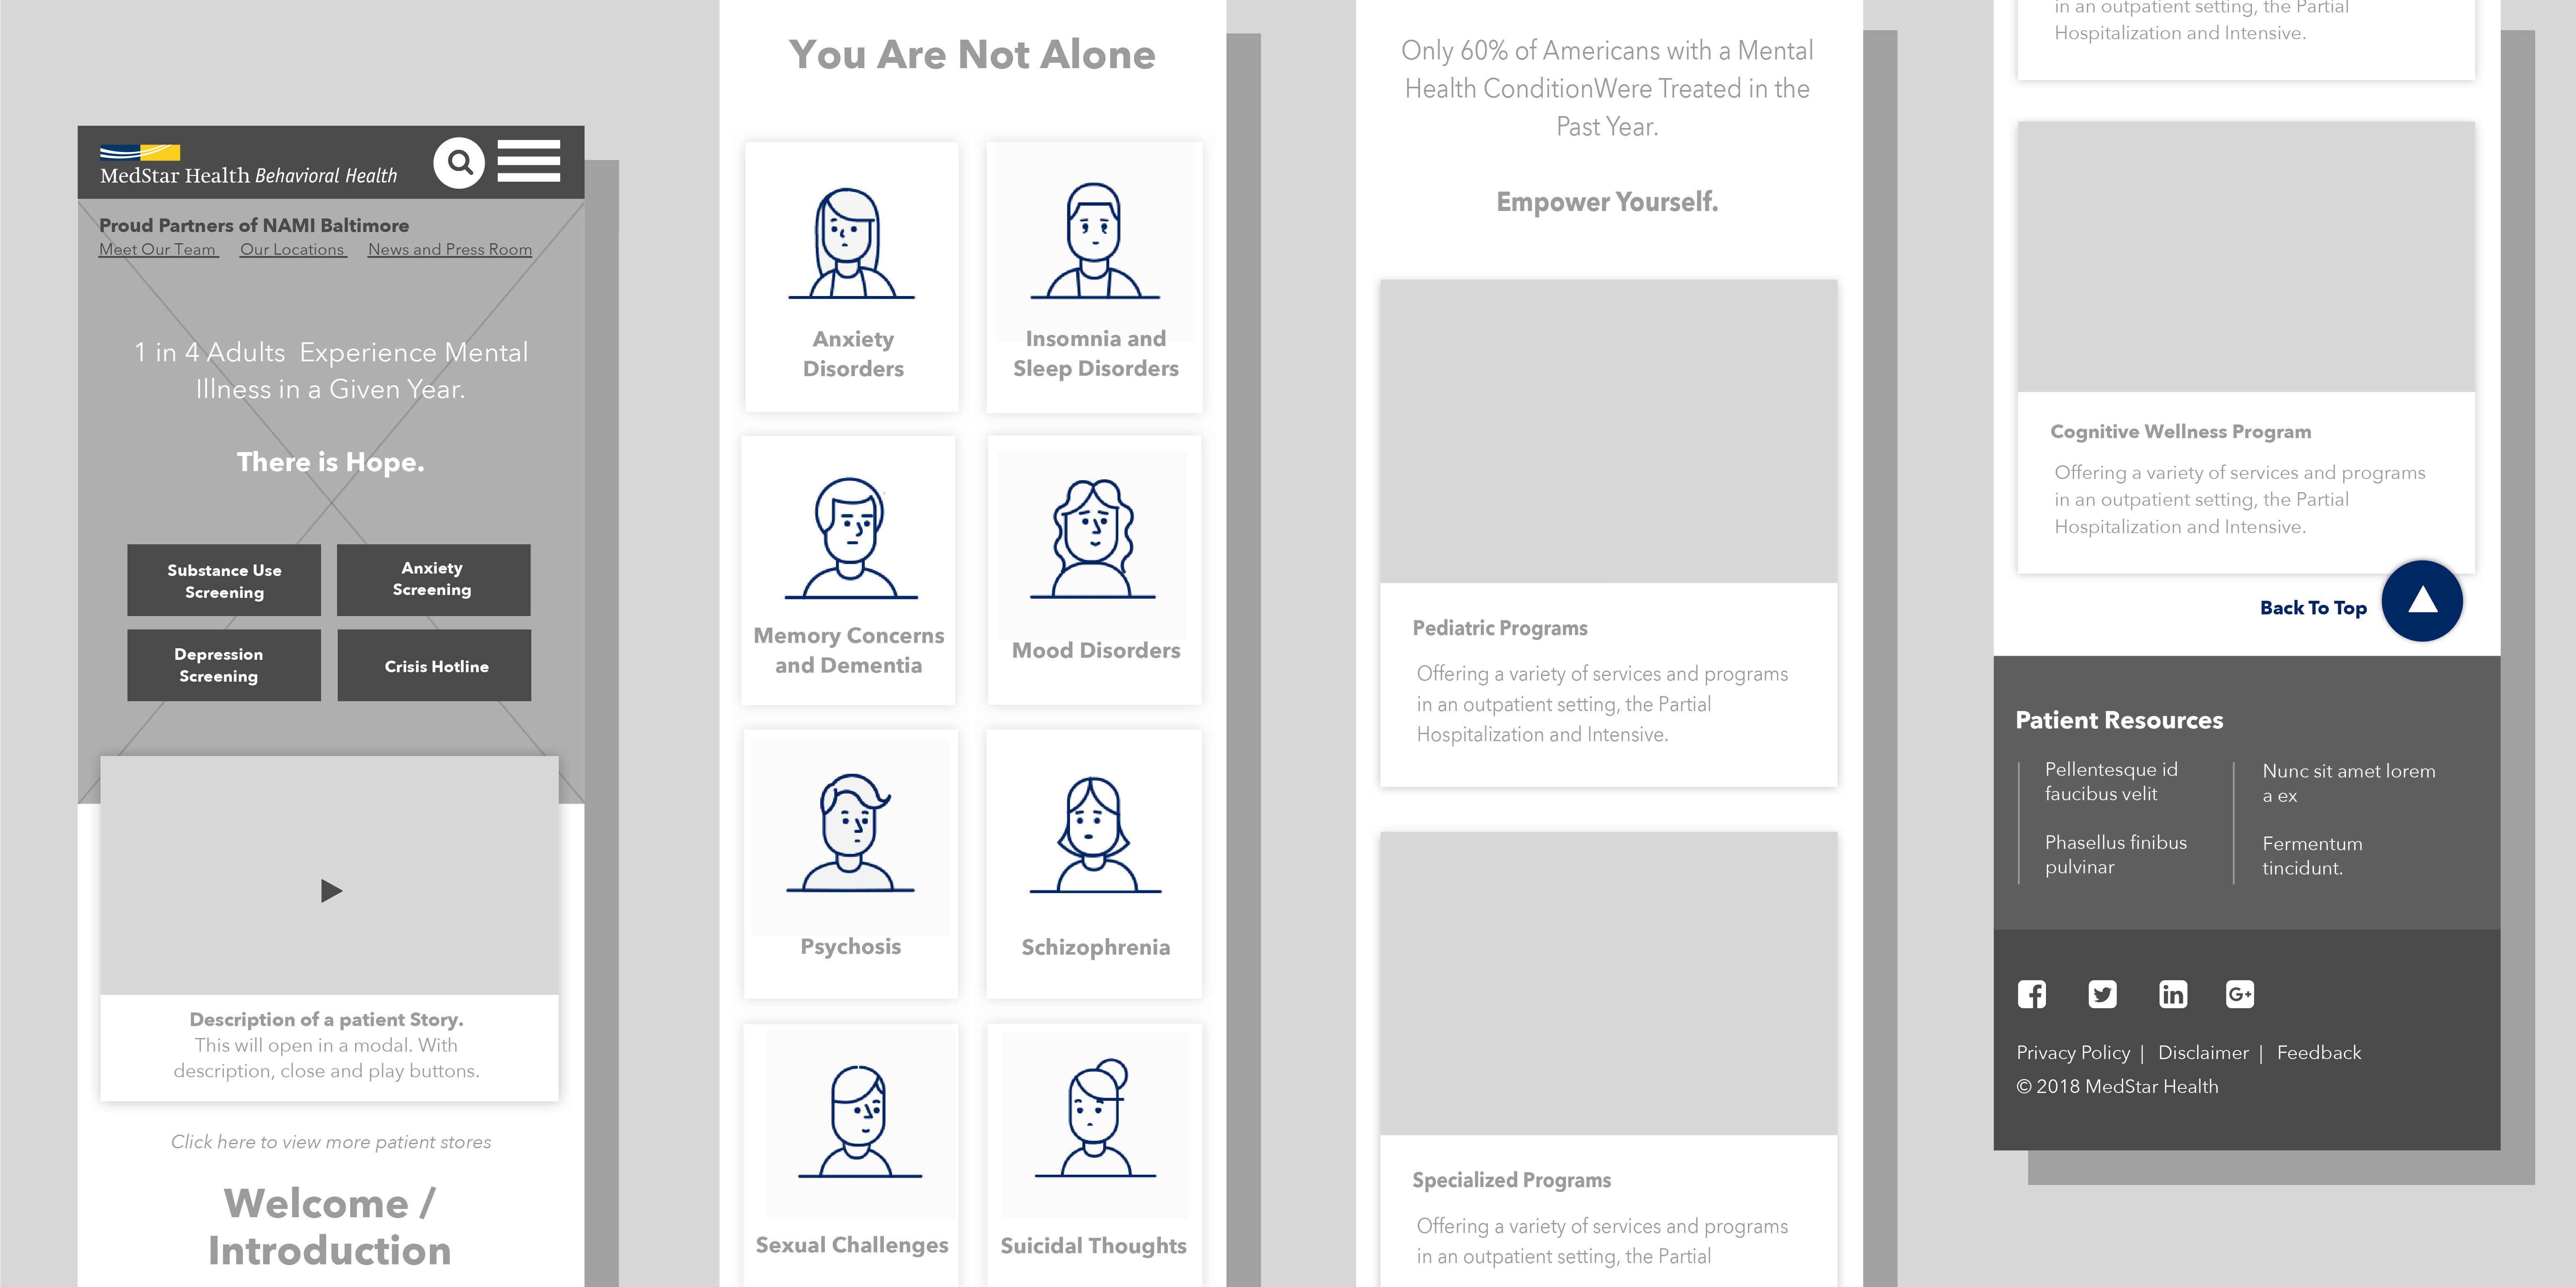 MedStar Health Behavioral Health
Proud Partners of NAMI Baltimore
Meet Our Team Our Locations News and Press Room
1 in 4 Adults Experience Mental
Illness in a Given Year.
There is Hope.
Substance Use
Screening
Anxiety
Screening
Depression
Screening
Crisis Hotline
Description of a patient Story.
This will open in a modal. With
description, close and play buttons.
Click here to view more patient stores
Welcome /
Introduction
You Are Not Alone
Anxiety
Disorders
Insomnia and
Sleep Disorders
Memory Concerns
and Dementia
Mood Disorders
Psychosis
Schizophrenia
Sexual Challenges
Suicidal Thoughts
Only 60% of Americans with a Mental
Health ConditionWere Treated in the
Past Year.
Empower Yourself.
Pediatric Programs
Offering a variety of services and programs
in an outpatient setting, the Partial
Hospitalization and Intensive.
Specialized Programs
Offering a variety of services and programs
in an outpatient setting, the Partial
in an outpatient setting, the Partial
Hospitalization and Intensive.
Cognitive Wellness Program
Offering a variety of services and programs
in an outpatient setting, the Partial
Hospitalization and Intensive.
Back To Top
Patient Resources
Pellentesque id
faucibus velit
Phasellus finibus
pulvinar
Nunc sit amet lorem
a ex
Fermentum
tincidunt.
Privacy Policy | Disclaimer | Feedback
© 2018 MedStar Health